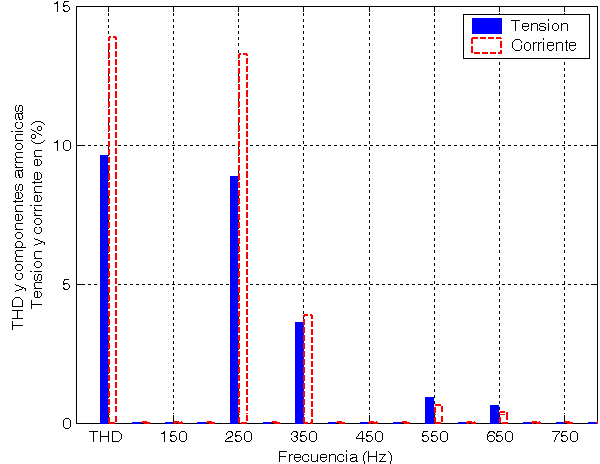 15
10
5
0
THD y componentes armonicas
Tension y corriente en (%)
Tension
Corriente
THD 150 250 350 450 550 650 750
Frecuencia (Hz)